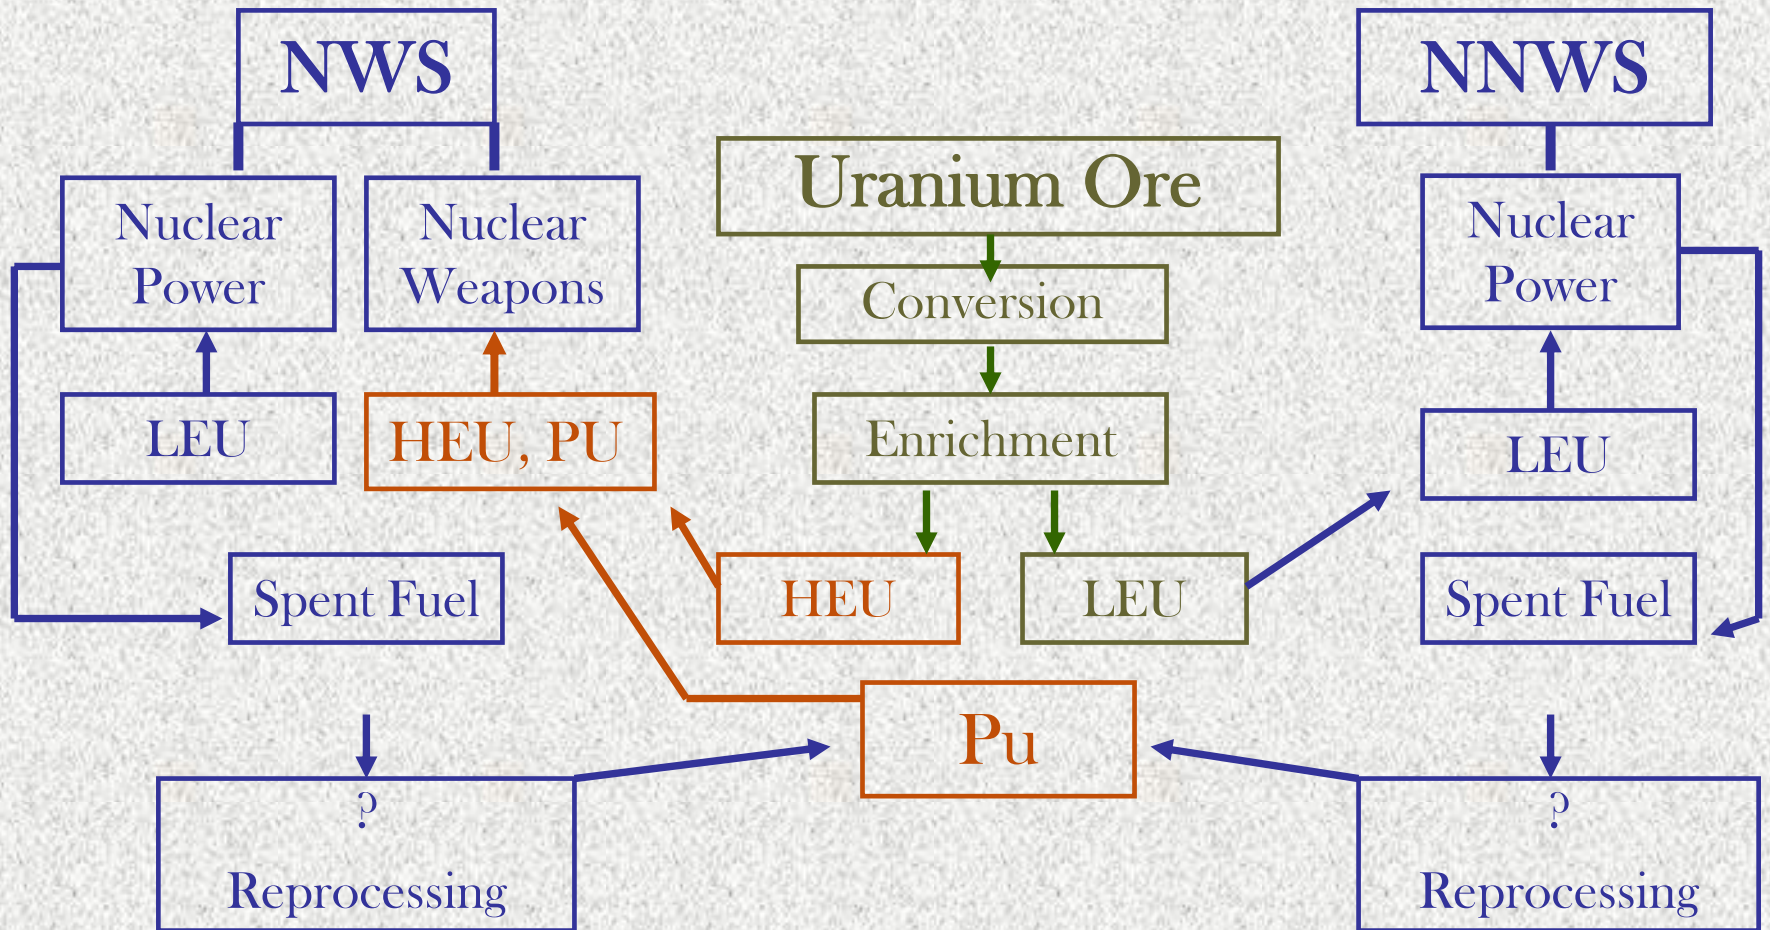 NWS
NNWS
Uranium Ore
Nuclear
Power
Nuclear
Weapons
Nuclear
Power
Conversion
LEU
HEU, PU
Enrichment
LEU
Spent Fuel
HEU
LEU
Spent Fuel
Pu
?
Reprocessing
?
Reprocessing